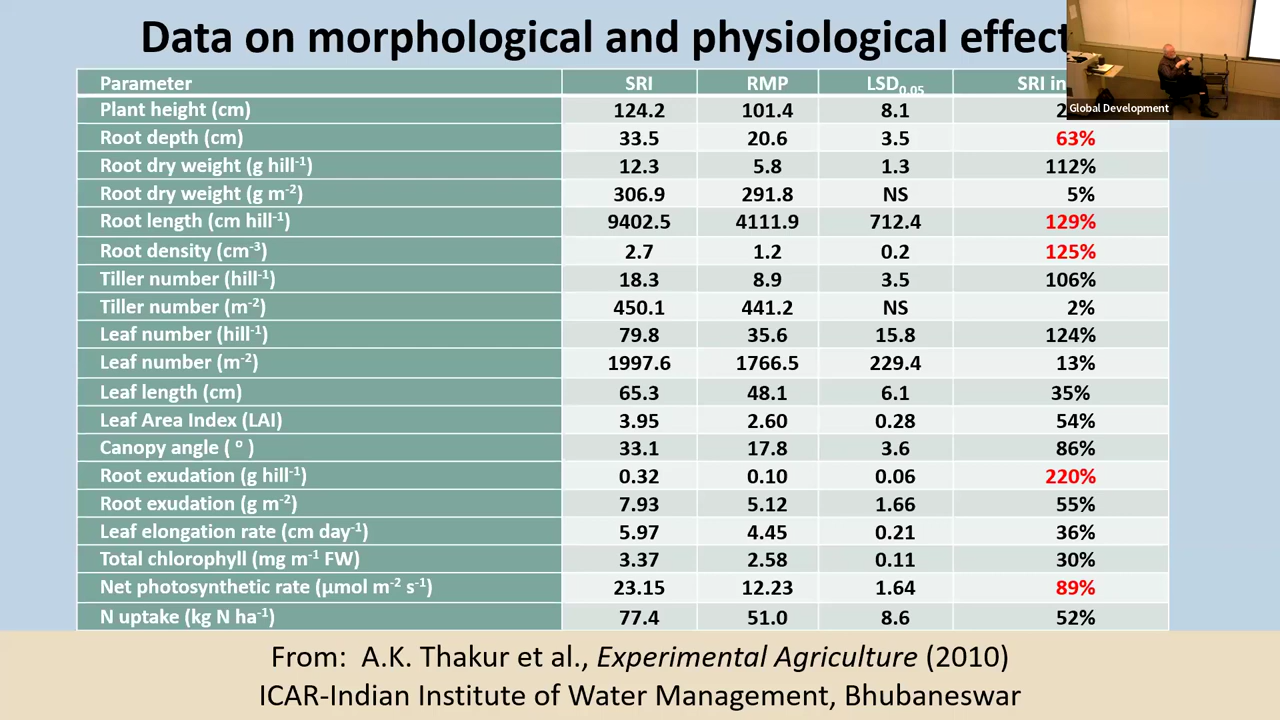 Data on morphological and physiological effect
Global Development
Parameter SRI RMP LSD0.05 SRI
Plant height (cm) 124.2 101.4 8.1
Root depth (cm) 33.5 20.6 3.5 63%
Root dry weight (g hill-1) 12.3 5.8 1.3 112%
Root dry weight (g m-2) 306.9 291.8 NS 5%
Root length (cm hill-1) 9402.5 4111.9 712.4 129%
Root density (cm-3) 2.7 1.2 0.2 125%
Tiller number (hill-1) 18.3 8.9 3.5 106%
Tiller number (m-2) 450.1 441.2 NS 2%
Leaf number (hill-1) 79.8 35.6 15.8 124%
Leaf number (m-2) 1997.6 1766.5 229.4 13%
Leaf length (cm) 65.3 48.1 6.1 35%
Leaf Area Index (LAI) 3.95 2.60 0.28 54%
Canopy angle ( º ) 33.1 17.8 3.6 86%
Root exudation (g hill-1) 0.32 0.10 0.06 220%
Root exudation (g m-2) 7.93 5.12 1.66 55%
Leaf elongation rate (cm day-1) 5.97 4.45 0.21 36%
Total chlorophyll (mg m-1 FW) 3.37 2.58 0.11 30%
Net photosynthetic rate (µmol m-2 s-1) 23.15 12.23 1.64 89%
N uptake (kg N ha-1) 77.4 51.0 8.6 52%
From: A.K. Thakur et al., Experimental Agriculture (2010)
ICAR-Indian Institute of Water Management, Bhubaneswar